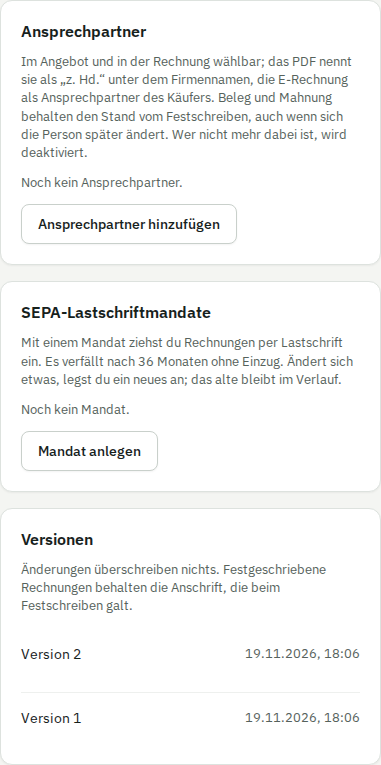 Ansprechpartner
Im Angebot und in der Rechnung wählbar; das PDF nennt
sie als „z. Hd.“ unter dem Firmennamen, die E-Rechnung
als Ansprechpartner des Käufers. Beleg und Mahnung
behalten den Stand vom Festschreiben, auch wenn sich
die Person später ändert. Wer nicht mehr dabei ist, wird
deaktiviert.
Noch kein Ansprechpartner.
Ansprechpartner hinzufügen
SEPA-Lastschriftmandate
Mit einem Mandat ziehst du Rechnungen per Lastschrift
ein. Es verfällt nach 36 Monaten ohne Einzug. Ändert sich
etwas, legst du ein neues an; das alte bleibt im Verlauf.
Noch kein Mandat.
Mandat anlegen
Versionen
Änderungen überschreiben nichts. Festgeschriebene
Rechnungen behalten die Anschrift, die beim
Festschreiben galt.
Version 2 19.11.2026, 18:06
Version 1 19.11.2026, 18:06